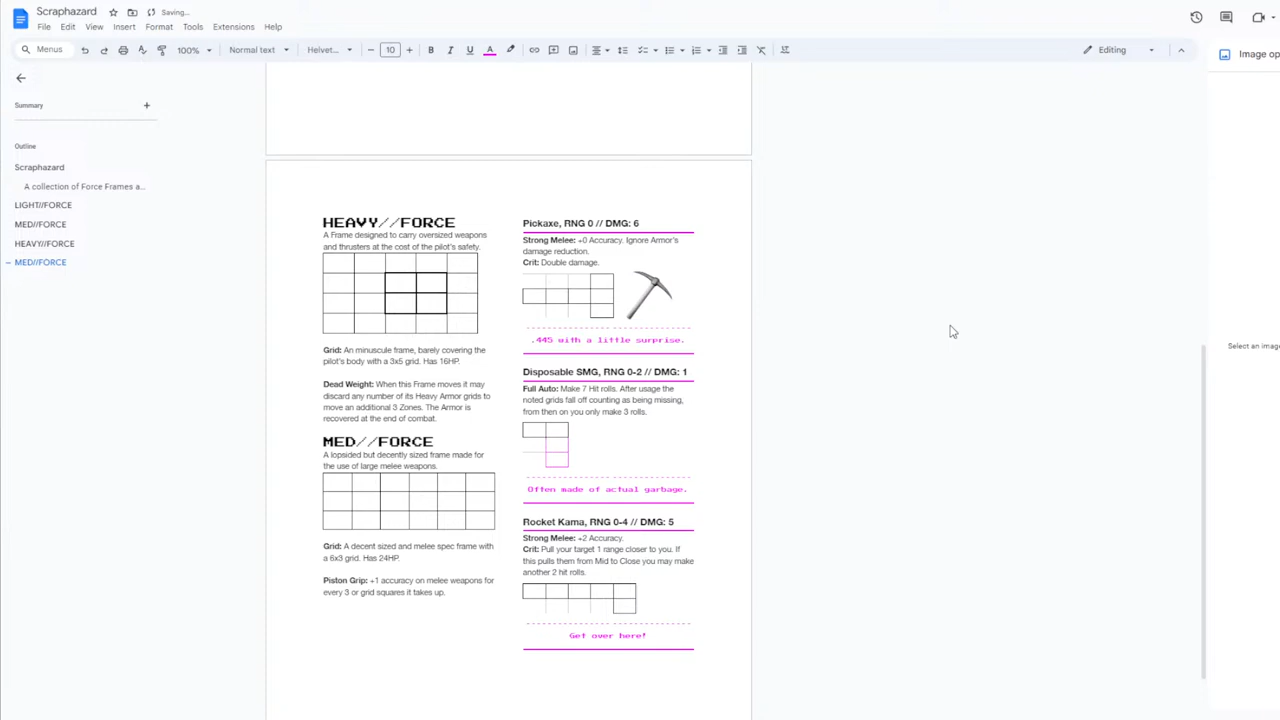 Scraphazard
Saving...
File Edit View Insert Format Tools Extensions Help
Menus
100%
Normal text
Helvet...
10
B I U A
Editing
Image op
Summary
Outline
Scraphazard
A collection of Force Frames a...
LIGHT//FORCE
MED//FORCE
HEAVY//FORCE
MED//FORCE
HEAVY//FORCE
A Frame designed to carry oversized weapons
and thrusters at the cost of the pilot's safety.
Grid: An minuscule frame, barely covering the
pilot's body with a 3x5 grid. Has 16HP.
Dead Weight: When this Frame moves it may
discard any number of its Heavy Armor grids to
move an additional 3 Zones. The Armor is
recovered at the end of combat.
MED//FORCE
A lopsided but decently sized frame made for
the use of large melee weapons.
Grid: A decent sized and melee spec frame with
a 6x3 grid. Has 24HP.
Piston Grip: +1 accuracy on melee weapons for
every 3 or grid squares it takes up.
Pickaxe, RNG 0 // DMG: 6
Strong Melee: +0 Accuracy. Ignore Armor's
damage reduction.
Crit: Double damage.
.445 with a little surprise.
Disposable SMG, RNG 0-2 // DMG: 1
Full Auto: Make 7 Hit rolls. After usage the
noted grids fall off counting as being missing,
from then on you only make 3 rolls.
Often made of actual garbage.
Rocket Kama, RNG 0-4 // DMG: 5
Strong Melee: +2 Accuracy.
Crit: Pull your target 1 range closer to you. If
this pulls them from Mid to Close you may make
another 2 hit rolls.
Get over here!
Select an imag